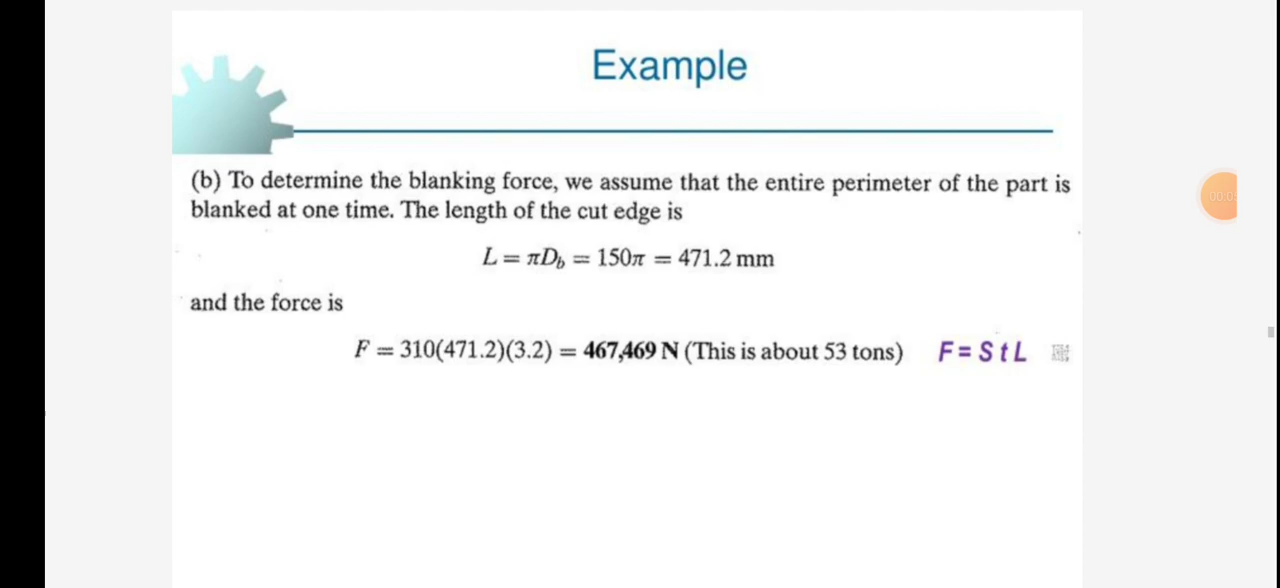 Example
(b) To determine the blanking force, we assume that the entire perimeter of the part is
blanked at one time. The length of the cut edge is
L = πD_b = 150π = 471.2 mm
and the force is
F = 310(471.2)(3.2) = 467,469 N (This is about 53 tons) F = S t L